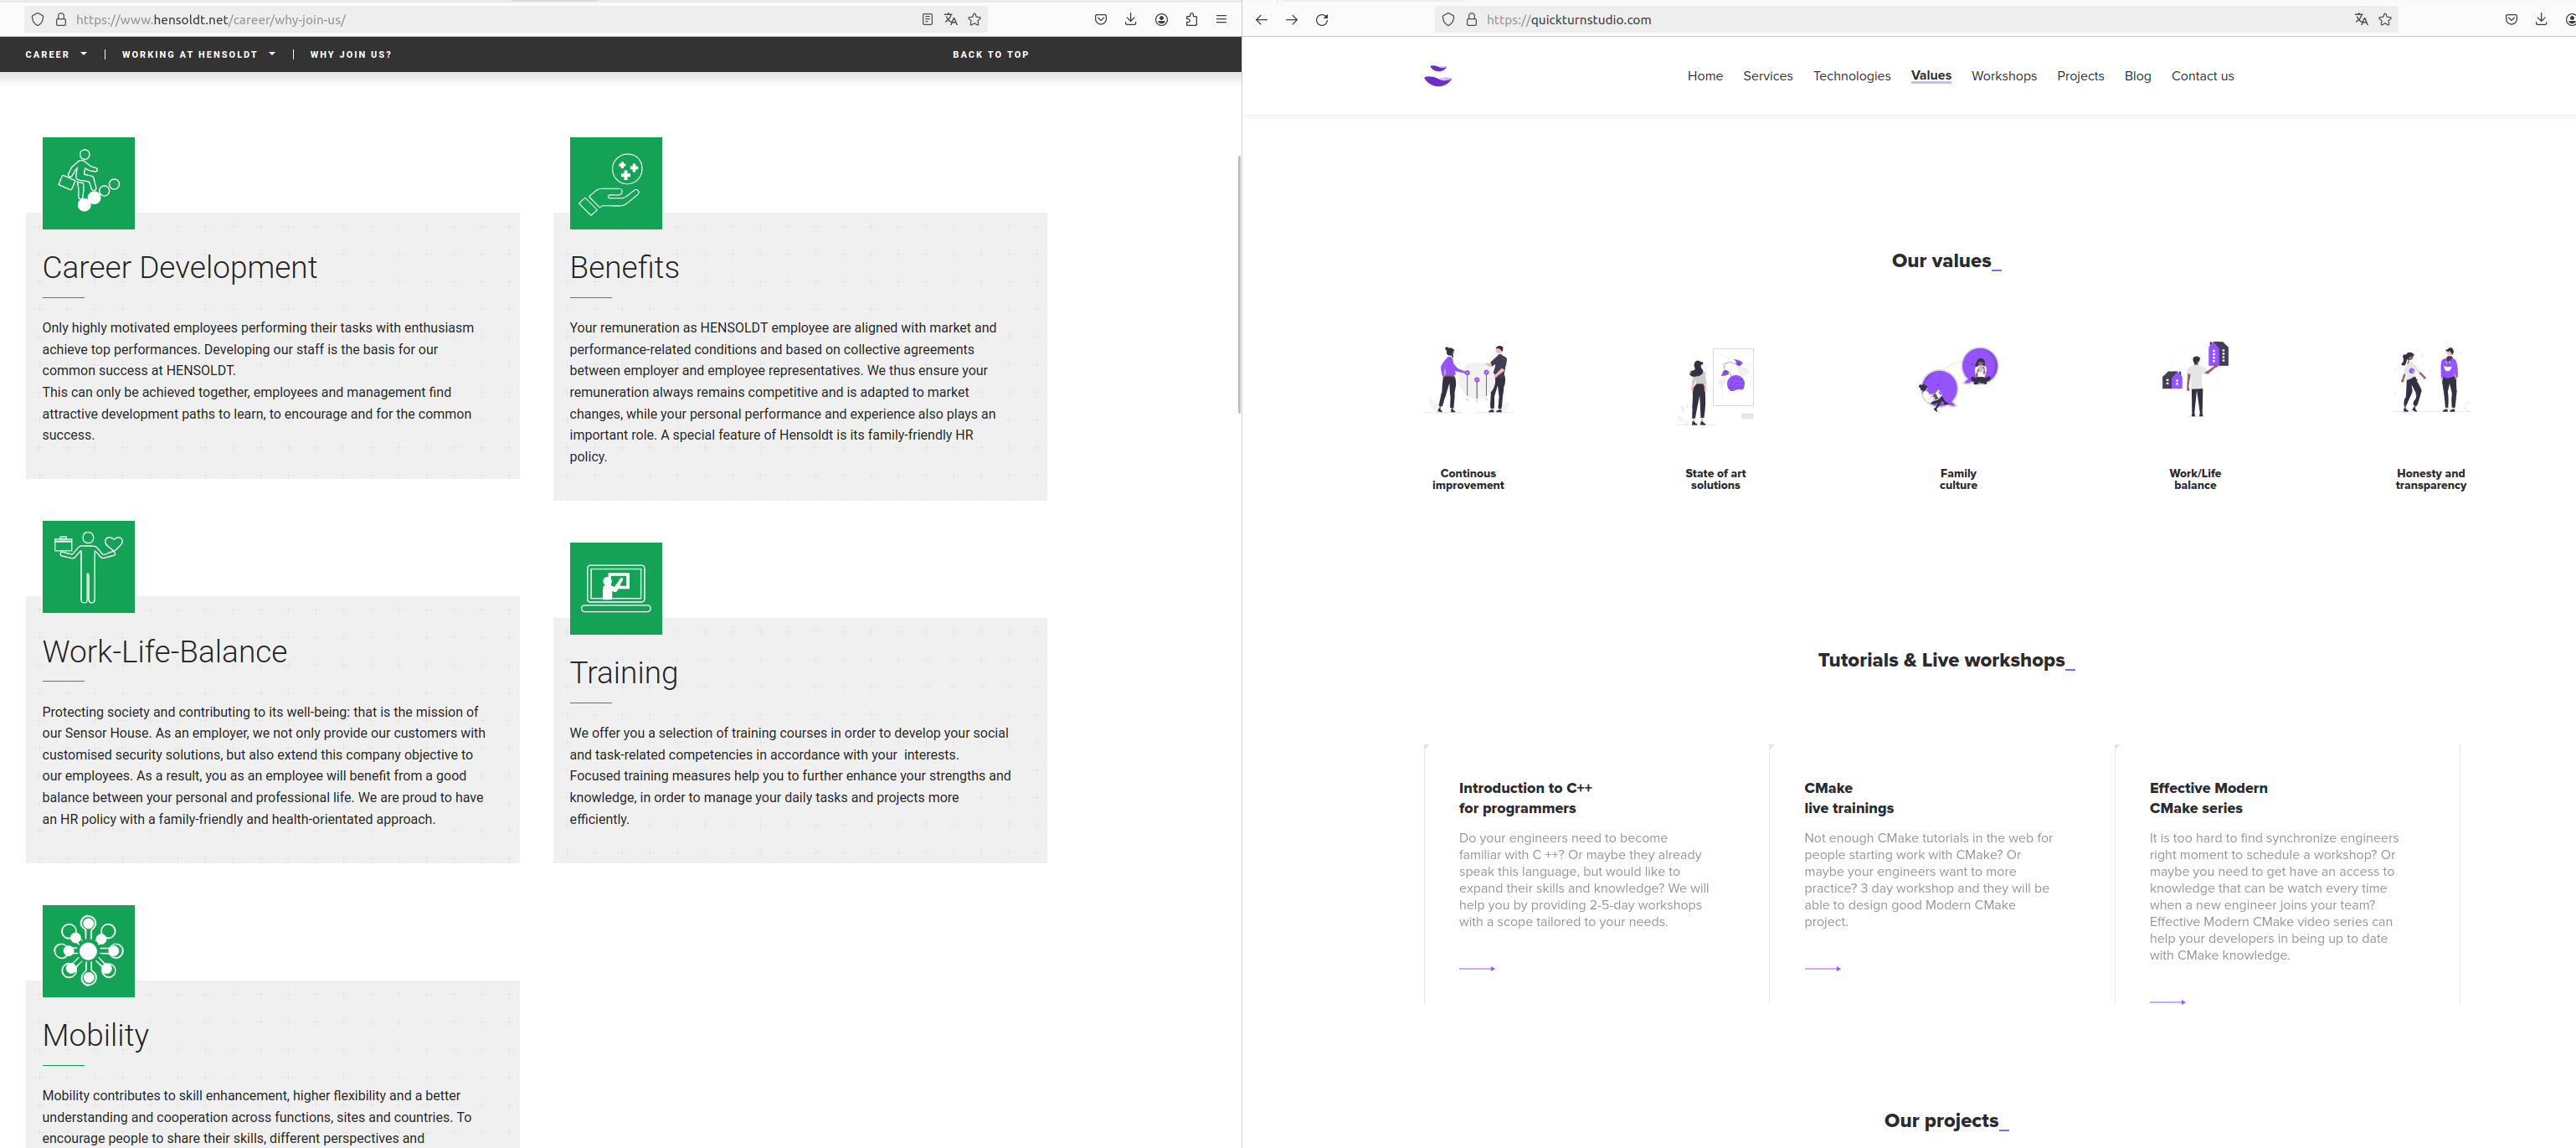 https://www.hensoldt.net/career/why-join-us/
CAREER
WORKING AT HENSOLDT
WHY JOIN US?
BACK TO TOP
Career Development
Only highly motivated employees performing their tasks with enthusiasm
achieve top performances. Developing our staff is the basis for our
common success at HENSOLDT.
This can only be achieved together, employees and management find
attractive development paths to learn, to encourage and for the common
success.
Benefits
Your remuneration as HENSOLDT employee are aligned with market and
performance-related conditions and based on collective agreements
between employer and employee representatives. We thus ensure your
remuneration always remains competitive and is adapted to market
changes, while your personal performance and experience also plays an
important role. A special feature of Hensoldt is its family-friendly HR
policy.
Work-Life-Balance
Protecting society and contributing to its well-being: that is the mission of
our Sensor House. As an employer, we not only provide our customers with
customised security solutions, but also extend this company objective to
our employees. As a result, you as an employee will benefit from a good
balance between your personal and professional life. We are proud to have
an HR policy with a family-friendly and health-orientated approach.
Training
We offer you a selection of training courses in order to develop your social
and task-related competencies in accordance with your  interests.
Focused training measures help you to further enhance your strengths and
knowledge, in order to manage your daily tasks and projects more
efficiently.
Mobility
Mobility contributes to skill enhancement, higher flexibility and a better
understanding and cooperation across functions, sites and countries. To
encourage people to share their skills, different perspectives and
https://quickturnstudio.com
Home
Services
Technologies
Values
Workshops
Projects
Blog
Contact us
Our values_
Continous
improvement
State of art
solutions
Family
culture
Work/Life
balance
Honesty and
transparency
Tutorials & Live workshops_
Introduction to C++
for programmers
Do your engineers need to become
familiar with C ++? Or maybe they already
speak this language, but would like to
expand their skills and knowledge? We will
help you by providing 2-5-day workshops
with a scope tailored to your needs.
CMake
live trainings
Not enough CMake tutorials in the web for
people starting work with CMake? Or
maybe your engineers want to more
practice? 3 day workshop and they will be
able to design good Modern CMake
project.
Effective Modern
CMake series
It is too hard to find synchronize engineers
right moment to schedule a workshop? Or
maybe you need to get have an access to
knowledge that can be watch every time
when a new engineer joins your team?
Effective Modern CMake video series can
help your developers in being up to date
with CMake knowledge.
Our projects_